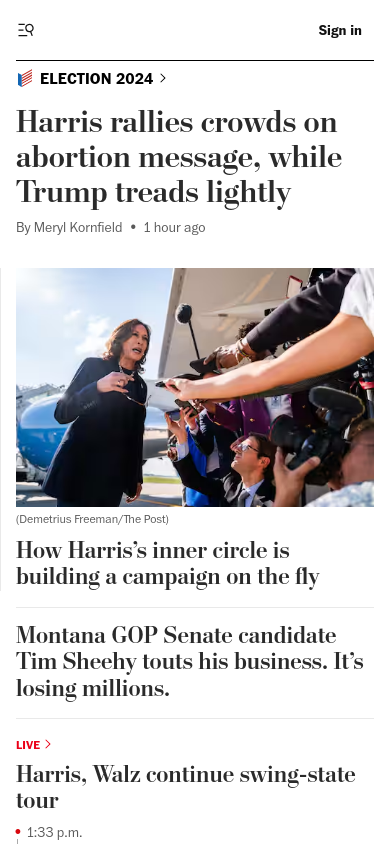 Sign in
ELECTION 2024
Harris rallies crowds on
abortion message, while
Trump treads lightly
By Meryl Kornfield • 1 hour ago
(Demetrius Freeman/The Post)
How Harris’s inner circle is
building a campaign on the fly
Montana GOP Senate candidate
Tim Sheehy touts his business. It’s
losing millions.
LIVE
Harris, Walz continue swing-state
tour
1:33 p.m.